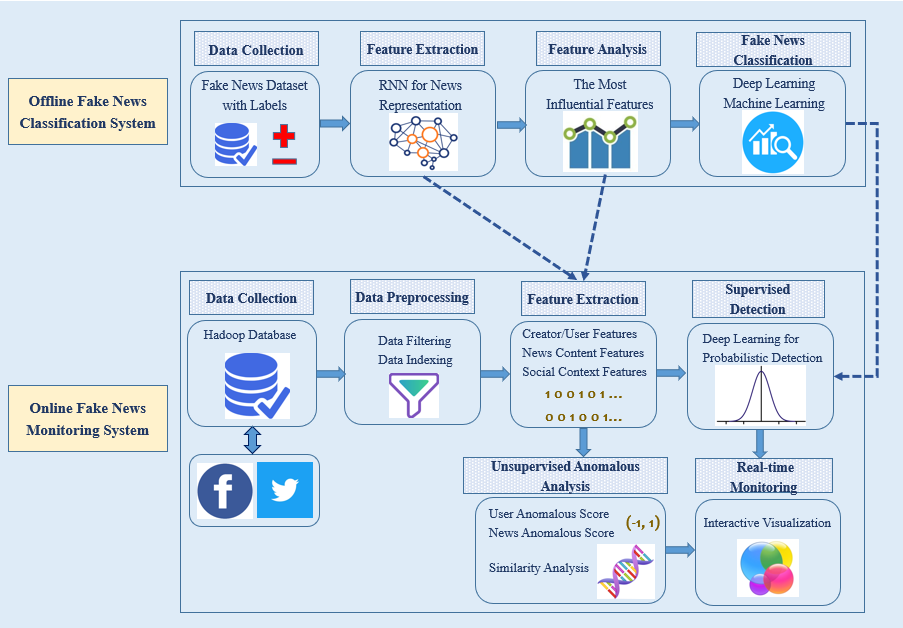 Offline Fake News
Classification System
Data Collection
Fake News Dataset
with Labels
Feature Extraction
RNN for News
Representation
Feature Analysis
The Most
Influential Features
Fake News
Classification
Deep Learning
Machine Learning
Online Fake News
Monitoring System
Data Collection
Hadoop Database
f
Data Preprocessing
Data Filtering
Data Indexing
Feature Extraction
Creator/User Features
News Content Features
Social Context Features
1 0 0 1 0 1 ...
0 0 1 0 0 1...
Supervised
Detection
Deep Learning for
Probabilistic Detection
Unsupervised Anomalous
Analysis
User Anomalous Score
News Anomalous Score
(-1, 1)
Similarity Analysis
Real-time
Monitoring
Interactive Visualization